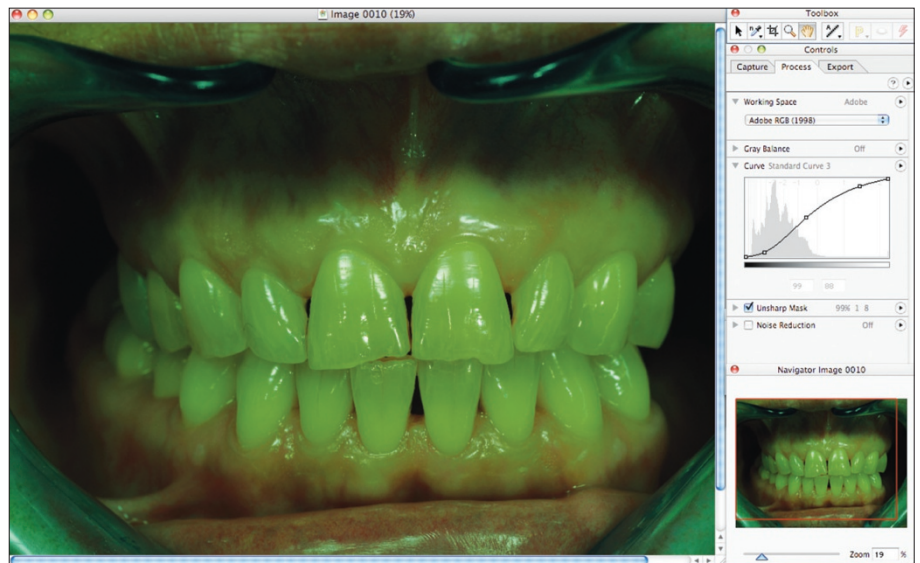 Image 0010 (19%)
Toolbox
Controls
Capture Process Export
Working Space Adobe
Adobe RGB (1998)
Gray Balance Off
Curve Standard Curve 3
99 88
Unsharp Mask 99% 1 8
Noise Reduction Off
Navigator Image 0010
Zoom 19 %